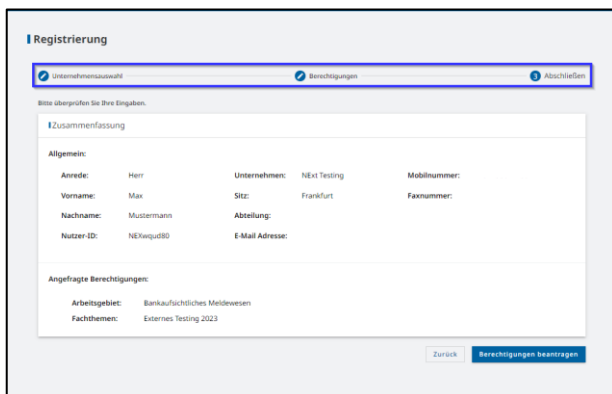 Registrierung
Unternehmensauswahl
Berechtigungen
3 Abschließen
Bitte überprüfen Sie Ihre Eingaben.
Zusammenfassung
Allgemein:
Anrede: Herr Unternehmen: NExt Testing Mobilnummer:
Vorname: Max Sitz: Frankfurt Faxnummer:
Nachname: Mustermann Abteilung:
Nutzer-ID: NEXwqud80 E-Mail Adresse:
Angefragte Berechtigungen:
Arbeitsgebiet: Bankaufsichtliches Meldewesen
Fachthemen: Externes Testing 2023
Zurück Berechtigungen beantragen